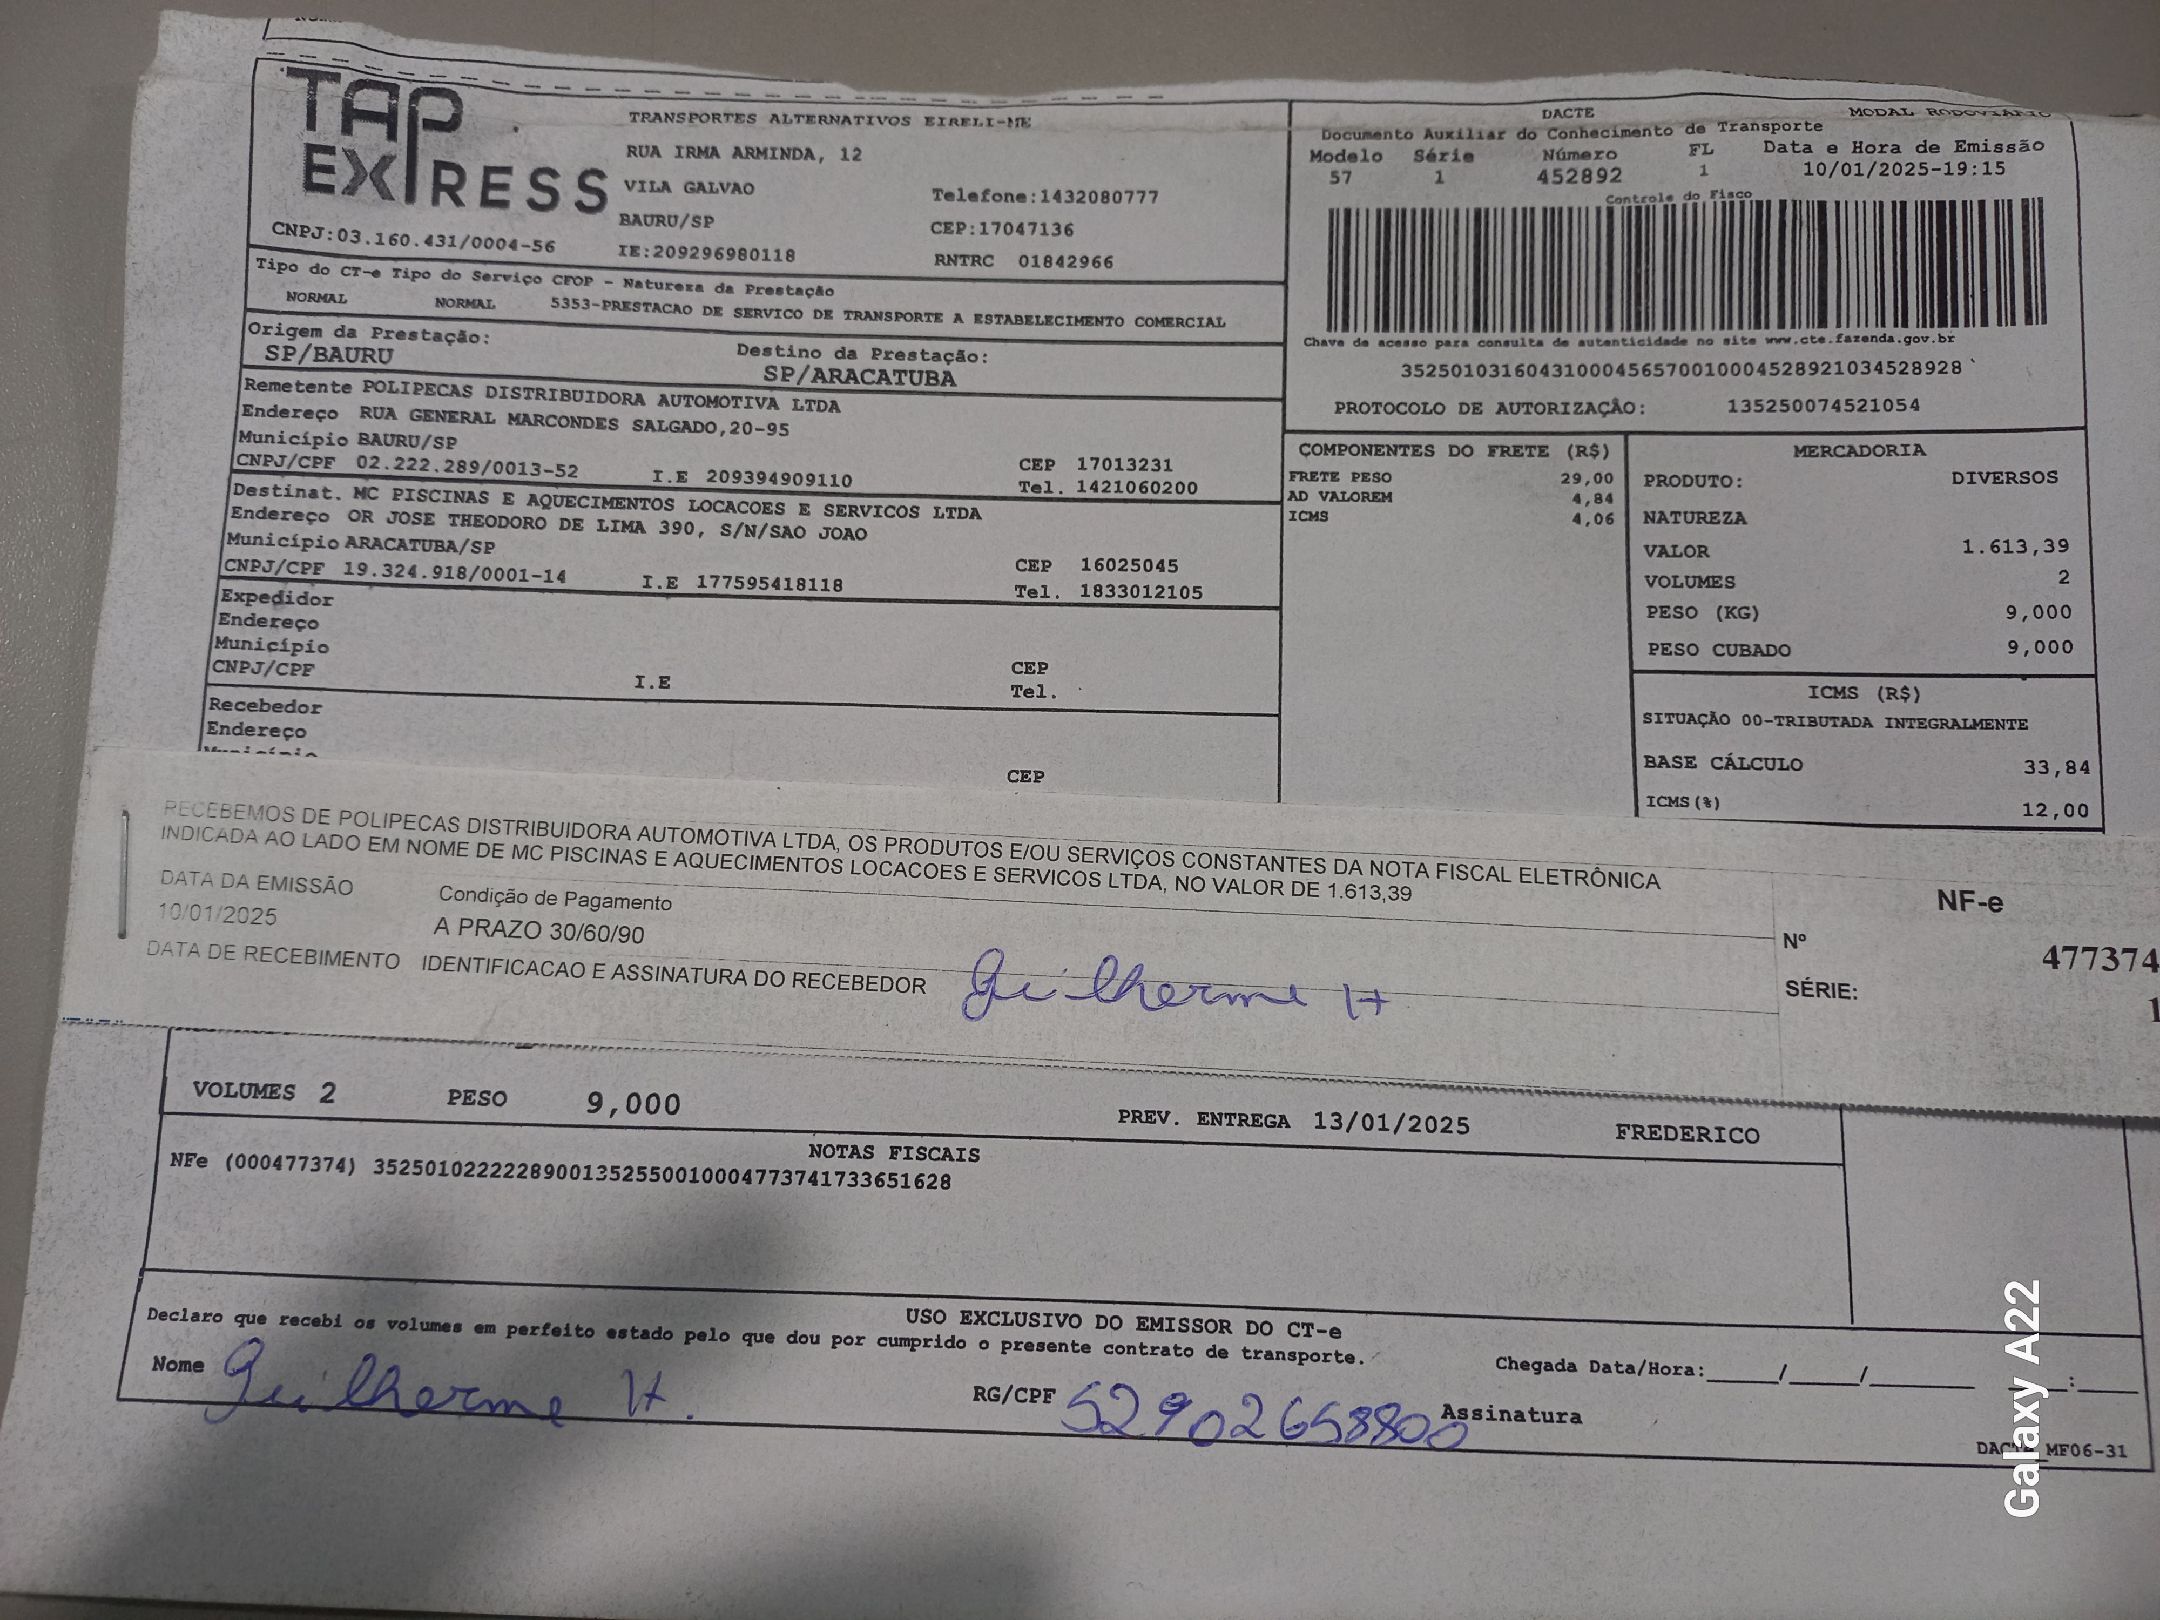 TAP EXPRESS
TRANSPORTES ALTERNATIVOS EIRELI-ME
RUA IRMA ARMINDA, 12
VILA GALVAO
Telefone:1432080777
BAURU/SP
CEP:17047136
CNPJ:03.160.431/0004-56
IE:209296980118
RNTRC 01842966
DACTE
MODAL RODOVIÁRIO
Documento Auxiliar do Conhecimento de Transporte
Modelo Série Número FL Data e Hora de Emissão
57 1 452892 1 10/01/2025-19:15
Controle do Fisco
Chave de acesso para consulta de autenticidade no site www.cte.fazenda.gov.br
35250103160431000456570010004528921034528928
PROTOCOLO DE AUTORIZAÇÃO: 135250074521054
Tipo do CT-e Tipo do Serviço CFOP - Natureza da Prestação
NORMAL NORMAL 5353-PRESTACAO DE SERVICO DE TRANSPORTE A ESTABELECIMENTO COMERCIAL
Origem da Prestação:
SP/BAURU
Destino da Prestação:
SP/ARACATUBA
Remetente POLIPECAS DISTRIBUIDORA AUTOMOTIVA LTDA
Endereço RUA GENERAL MARCONDES SALGADO,20-95
Município BAURU/SP
CEP 17013231
CNPJ/CPF 02.222.289/0013-52 I.E 209394909110 Tel. 1421060200
Destinat. MC PISCINAS E AQUECIMENTOS LOCACOES E SERVICOS LTDA
Endereço OR JOSE THEODORO DE LIMA 390, S/N/SAO JOAO
Município ARACATUBA/SP
CEP 16025045
CNPJ/CPF 19.324.918/0001-14 I.E 177595418118 Tel. 1833012105
Expedidor
Endereço
Município
CEP
CNPJ/CPF I.E Tel.
Recebedor
Endereço
Município
CEP
COMPONENTES DO FRETE (R$)
FRETE PESO 29,00
AD VALOREM 4,84
ICMS 4,06
MERCADORIA
PRODUTO: DIVERSOS
NATUREZA
VALOR 1.613,39
VOLUMES 2
PESO (KG) 9,000
PESO CUBADO 9,000
ICMS (R$)
SITUAÇÃO 00-TRIBUTADA INTEGRALMENTE
BASE CÁLCULO 33,84
ICMS(%) 12,00
RECEBEMOS DE POLIPECAS DISTRIBUIDORA AUTOMOTIVA LTDA, OS PRODUTOS E/OU SERVIÇOS CONSTANTES DA NOTA FISCAL ELETRÔNICA
INDICADA AO LADO EM NOME DE MC PISCINAS E AQUECIMENTOS LOCACOES E SERVICOS LTDA, NO VALOR DE 1.613,39
DATA DA EMISSÃO
10/01/2025
Condição de Pagamento
A PRAZO 30/60/90
DATA DE RECEBIMENTO
IDENTIFICACAO E ASSINATURA DO RECEBEDOR
Guilherme H
NF-e
Nº 477374
SÉRIE: 1
VOLUMES 2 PESO 9,000 PREV. ENTREGA 13/01/2025 FREDERICO
NOTAS FISCAIS
NFe (000477374) 35250102222289001352550010004773741733651628
USO EXCLUSIVO DO EMISSOR DO CT-e
Declaro que recebi os volumes em perfeito estado pelo que dou por cumprido o presente contrato de transporte.
Chegada Data/Hora:_____/_____/________ ____:____
Nome Guilherme H. RG/CPF 52902658800 Assinatura
DACTE MF06-31
Galaxy A22